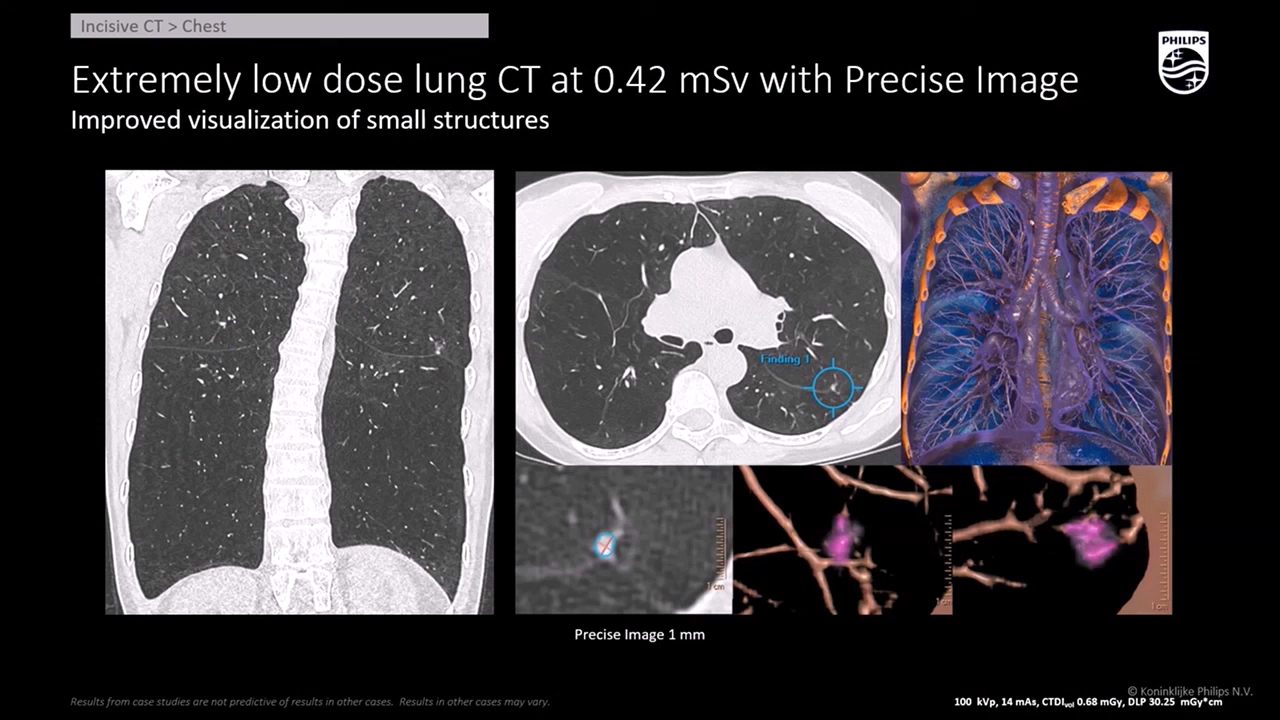 Incisive CT > Chest
PHILIPS
Extremely low dose lung CT at 0.42 mSv with Precise Image
Improved visualization of small structures
Finding 1
1 cm
Precise Image 1 mm
© Koninklijke Philips N.V.
Results from case studies are not predictive of results in other cases. Results in other cases may vary.
100 kVp, 14 mAs, CTDIvol 0.68 mGy, DLP 30.25 mGy*cm